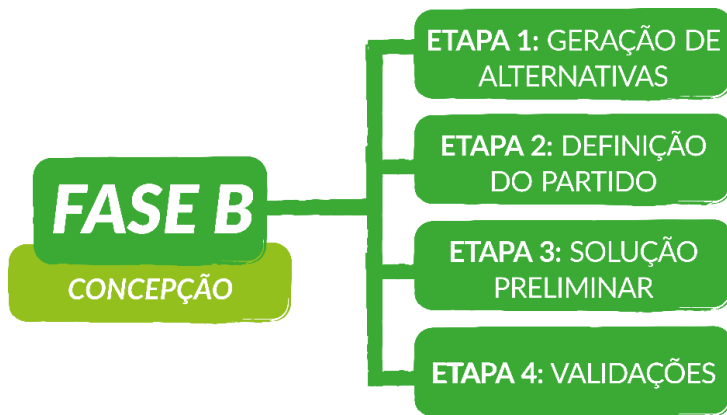 FASE B
CONCEPÇÃO
ETAPA 1: GERAÇÃO DE
ALTERNATIVAS
ETAPA 2: DEFINIÇÃO
DO PARTIDO
ETAPA 3: SOLUÇÃO
PRELIMINAR
ETAPA 4: VALIDAÇÕES